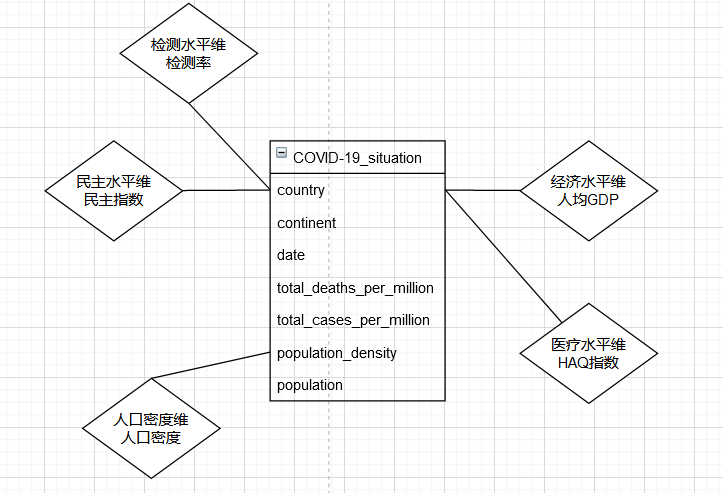 检测水平维
检测率
民主水平维
民主指数
COVID-19_situation
country
continent
date
total_deaths_per_million
total_cases_per_million
population_density
population
经济水平维
人均GDP
医疗水平维
HAQ指数
人口密度维
人口密度